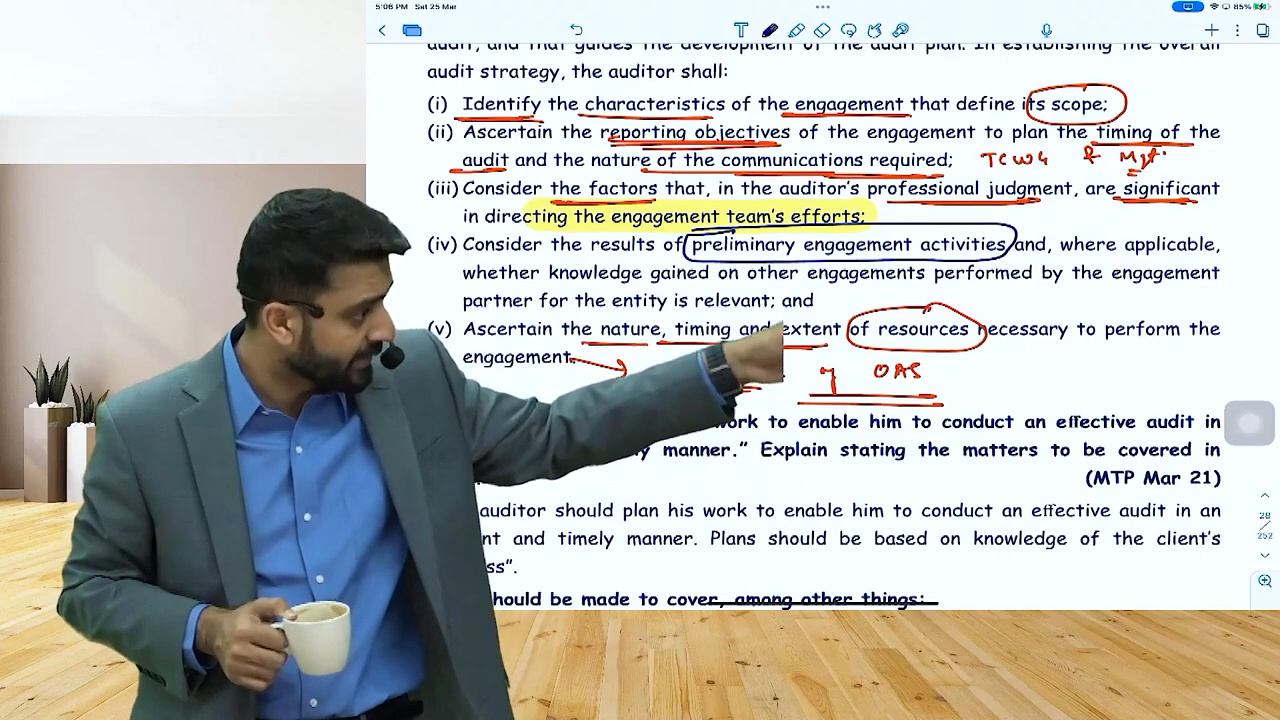 5:06 PM Sat 25 Mar
85%
T
audit, and that guides the development of the audit plan. In establishing the overall
audit strategy, the auditor shall:
(i) Identify the characteristics of the engagement that define its scope;
(ii) Ascertain the reporting objectives of the engagement to plan the timing of the
audit and the nature of the communications required; TCWG & Mgt.
(iii) Consider the factors that, in the auditor's professional judgment, are significant
in directing the engagement team's efforts;
(iv) Consider the results of preliminary engagement activities and, where applicable,
whether knowledge gained on other engagements performed by the engagement
partner for the entity is relevant; and
(v) Ascertain the nature, timing and extent of resources necessary to perform the
engagement.
OAS
work to enable him to conduct an effective audit in
manner." Explain stating the matters to be covered in
(MTP Mar 21)
auditor should plan his work to enable him to conduct an effective audit in an
nt and timely manner. Plans should be based on knowledge of the client's
ss".
hould be made to cover, among other things:
28
252